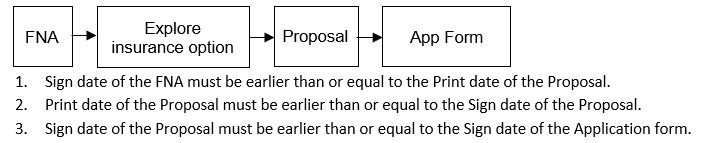 FNA
Explore
insurance option
Proposal
App Form
1. Sign date of the FNA must be earlier than or equal to the Print date of the Proposal.
2. Print date of the Proposal must be earlier than or equal to the Sign date of the Proposal.
3. Sign date of the Proposal must be earlier than or equal to the Sign date of the Application form.